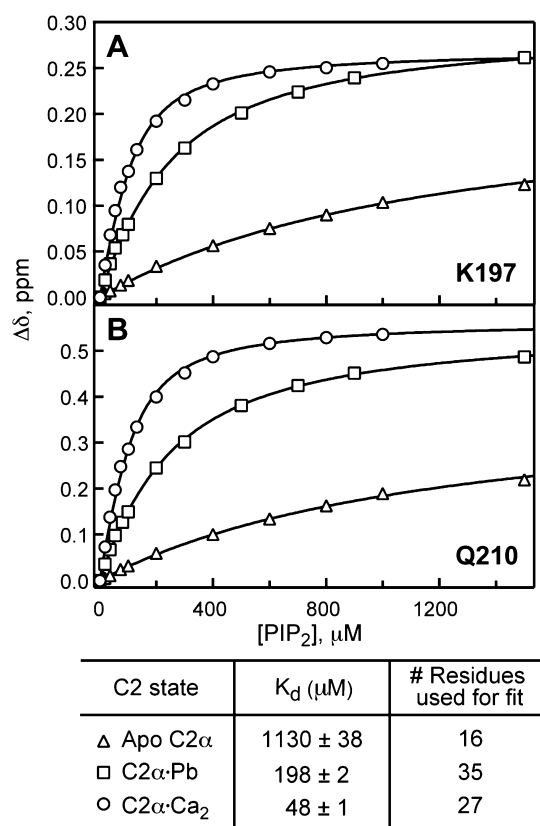 A
0.30
0.25
0.20
0.15
0.10
0.05
0.00
K197
Δδ, ppm
B
0.5
0.4
0.3
0.2
0.1
0.0
Q210
0 400 800 1200
[PIP₂], μM
C2 state K_d (μM) # Residues
used for fit
△ Apo C2α 1130 ± 38 16
□ C2α·Pb 198 ± 2 35
○ C2α·Ca₂ 48 ± 1 27